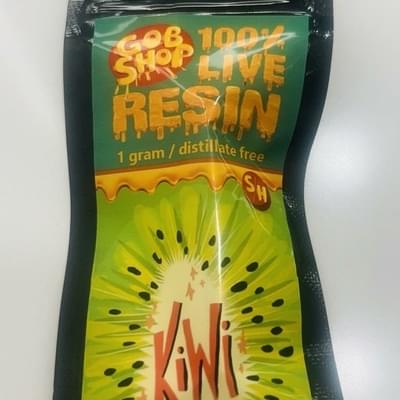 GOB
SHOP
100%
LIVE
RESIN
1 gram / distillate free
SH
KiWi